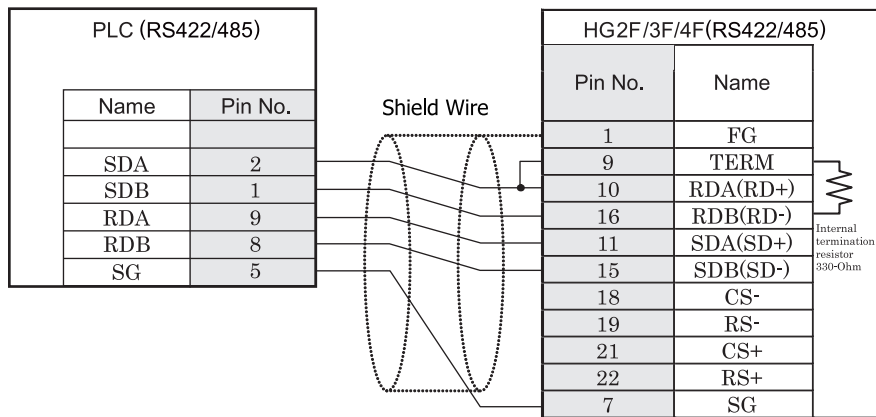 PLC (RS422/485)
Name Pin No.
SDA 2
SDB 1
RDA 9
RDB 8
SG 5
Shield Wire
HG2F/3F/4F(RS422/485)
Pin No. Name
1 FG
9 TERM
10 RDA(RD+)
16 RDB(RD-)
11 SDA(SD+)
15 SDB(SD-)
18 CS-
19 RS-
21 CS+
22 RS+
7 SG
Internal
termination
resistor
330-Ohm